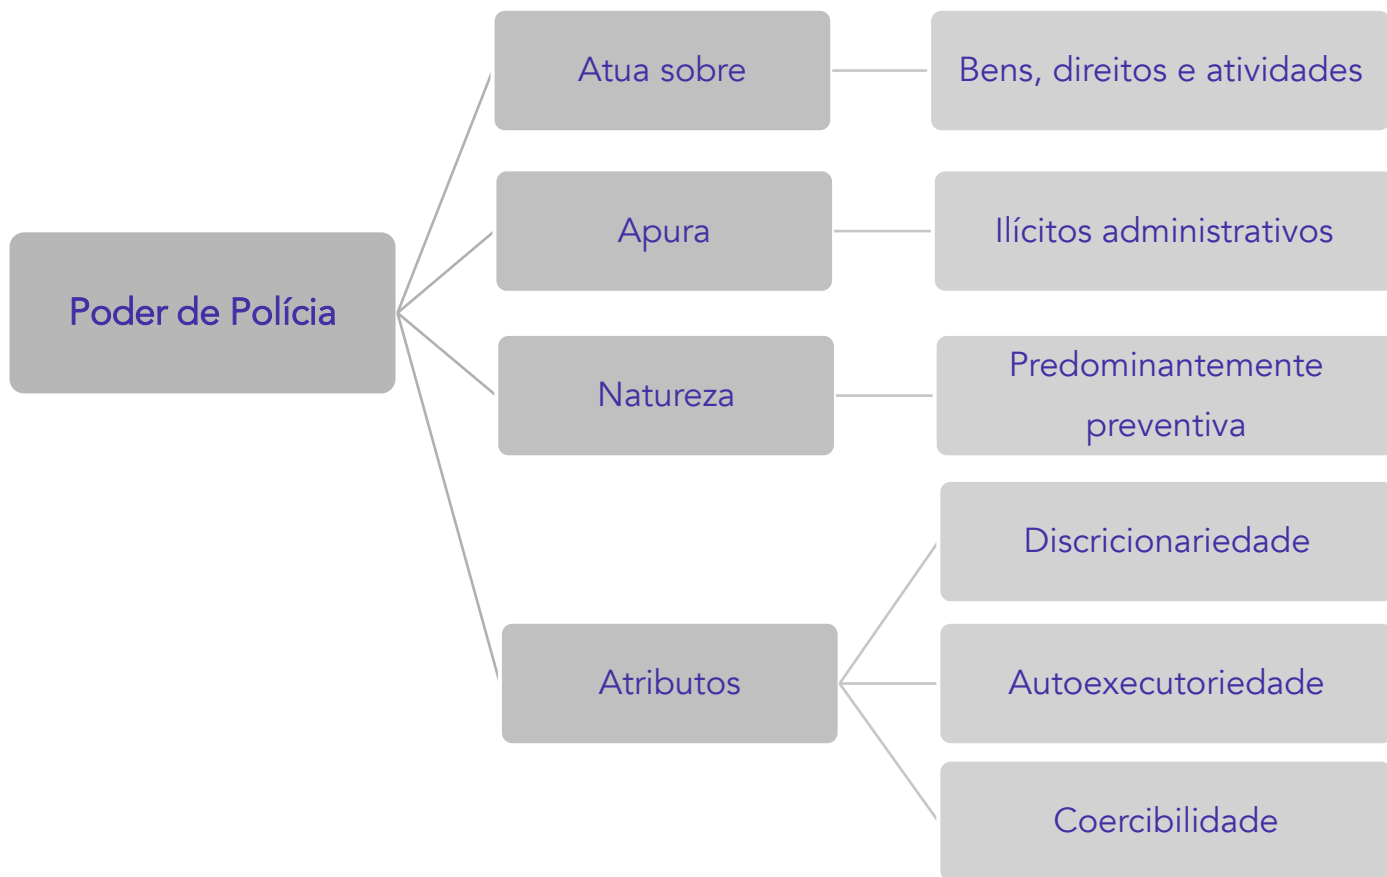 Poder de Polícia
Atua sobre
Bens, direitos e atividades
Apura
Ilícitos administrativos
Natureza
Predominantemente
preventiva
Atributos
Discricionariedade
Autoexecutoriedade
Coercibilidade